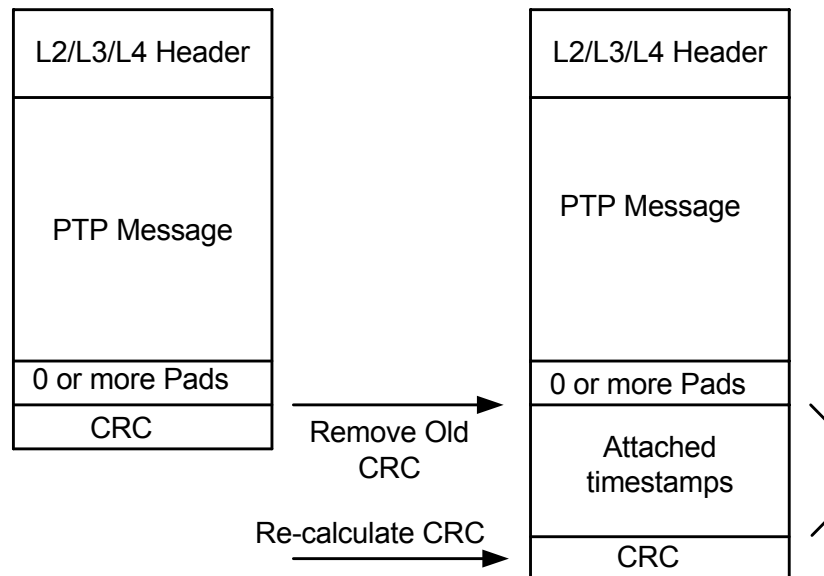 L2/L3/L4 Header
PTP Message
0 or more Pads
CRC
Remove Old
CRC
Re-calculate CRC
L2/L3/L4 Header
PTP Message
0 or more Pads
Attached
timestamps
CRC